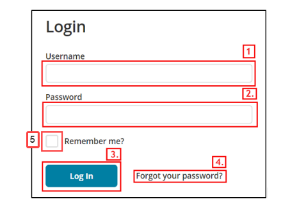 Login
Username
1
Password
2.
5
Remember me?
3.
4.
Log In
Forgot your password?